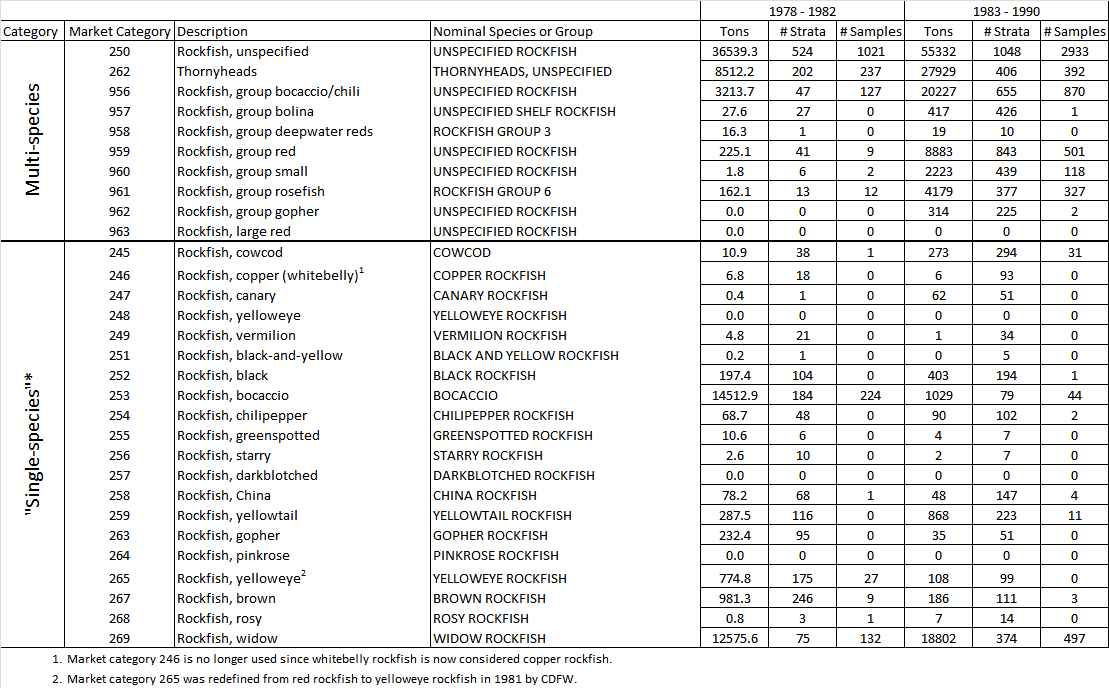 1978 - 1982 1983 - 1990
Category Market Category Description Nominal Species or Group Tons # Strata # Samples Tons # Strata # Samples
Multi-species
250 Rockfish, unspecified UNSPECIFIED ROCKFISH 36539.3 524 1021 55332 1048 2933
262 Thornyheads THORNYHEADS, UNSPECIFIED 8512.2 202 237 27929 406 392
956 Rockfish, group bocaccio/chili UNSPECIFIED ROCKFISH 3213.7 47 127 20227 655 870
957 Rockfish, group bolina UNSPECIFIED SHELF ROCKFISH 27.6 27 0 417 426 1
958 Rockfish, group deepwater reds ROCKFISH GROUP 3 16.3 1 0 19 10 0
959 Rockfish, group red UNSPECIFIED ROCKFISH 225.1 41 9 8883 843 501
960 Rockfish, group small UNSPECIFIED ROCKFISH 1.8 6 2 2223 439 118
961 Rockfish, group rosefish ROCKFISH GROUP 6 162.1 13 12 4179 377 327
962 Rockfish, group gopher UNSPECIFIED ROCKFISH 0.0 0 0 314 225 2
963 Rockfish, large red UNSPECIFIED ROCKFISH 0.0 0 0 0 0 0
"Single-species"*
245 Rockfish, cowcod COWCOD 10.9 38 1 273 294 31
246 Rockfish, copper (whitebelly)1 COPPER ROCKFISH 6.8 18 0 6 93 0
247 Rockfish, canary CANARY ROCKFISH 0.4 1 0 62 51 0
248 Rockfish, yelloweye YELLOWEYE ROCKFISH 0.0 0 0 0 0 0
249 Rockfish, vermilion VERMILION ROCKFISH 4.8 21 0 1 34 0
251 Rockfish, black-and-yellow BLACK AND YELLOW ROCKFISH 0.2 1 0 0 5 0
252 Rockfish, black BLACK ROCKFISH 197.4 104 0 403 194 1
253 Rockfish, bocaccio BOCACCIO 14512.9 184 224 1029 79 44
254 Rockfish, chilipepper CHILIPEPPER ROCKFISH 68.7 48 0 90 102 2
255 Rockfish, greenspotted GREENSPOTTED ROCKFISH 10.6 6 0 4 7 0
256 Rockfish, starry STARRY ROCKFISH 2.6 10 0 2 7 0
257 Rockfish, darkblotched DARKBLOTCHED ROCKFISH 0.0 0 0 0 0 0
258 Rockfish, China CHINA ROCKFISH 78.2 68 1 48 147 4
259 Rockfish, yellowtail YELLOWTAIL ROCKFISH 287.5 116 0 868 223 11
263 Rockfish, gopher GOPHER ROCKFISH 232.4 95 0 35 51 0
264 Rockfish, pinkrose PINKROSE ROCKFISH 0.0 0 0 0 0 0
265 Rockfish, yelloweye2 YELLOWEYE ROCKFISH 774.8 175 27 108 99 0
267 Rockfish, brown BROWN ROCKFISH 981.3 246 9 186 111 3
268 Rockfish, rosy ROSY ROCKFISH 0.8 3 1 7 14 0
269 Rockfish, widow WIDOW ROCKFISH 12575.6 75 132 18802 374 497
1. Market category 246 is no longer used since whitebelly rockfish is now considered copper rockfish.
2. Market category 265 was redefined from red rockfish to yelloweye rockfish in 1981 by CDFW.